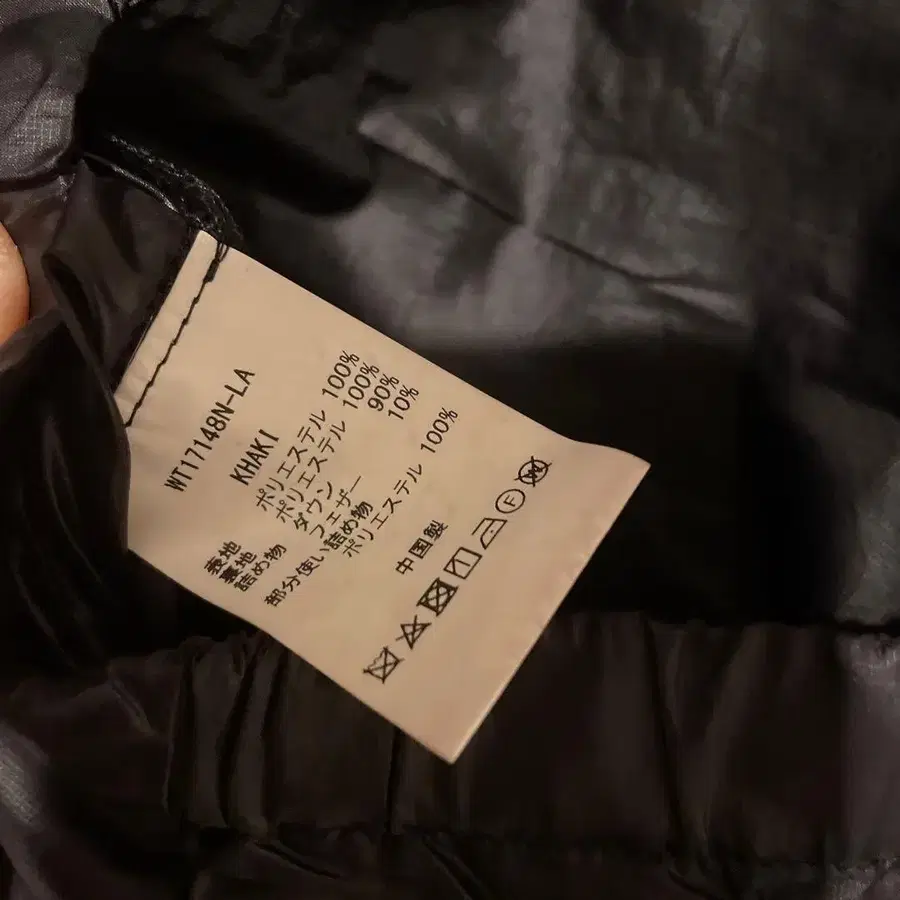 WT17148N-LA
KHAKI
表地 ポリエステル 100%
裏地 ポリエステル 100%
詰め物 ダウン 90%
フェザー 10%
部分使い詰め物
ポリエステル 100%
中国製
F
W